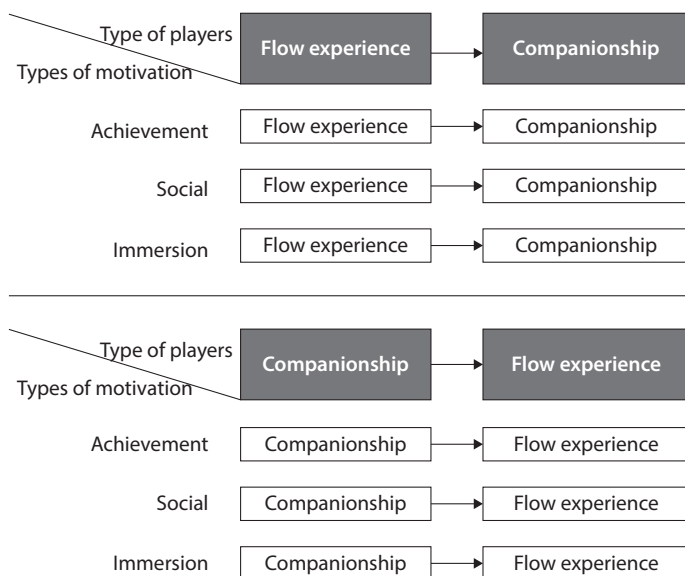 Type of players
Types of motivation
Flow experience
Companionship
Achievement
Flow experience
Companionship
Social
Flow experience
Companionship
Immersion
Flow experience
Companionship
Type of players
Types of motivation
Companionship
Flow experience
Achievement
Companionship
Flow experience
Social
Companionship
Flow experience
Immersion
Companionship
Flow experience